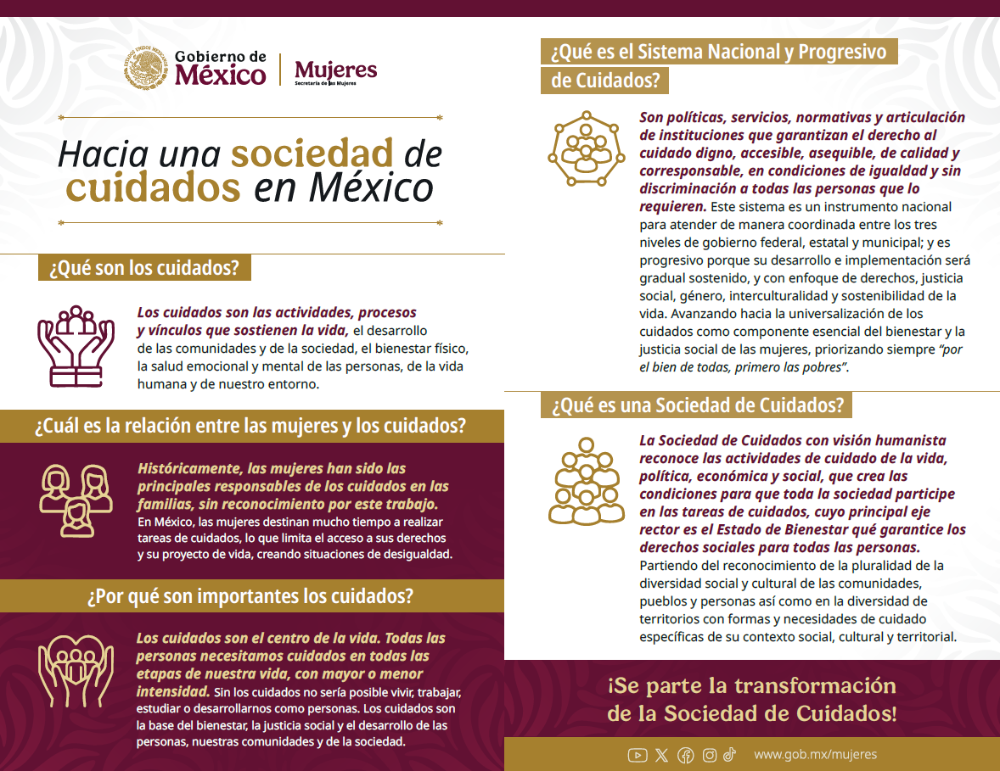 Gobierno de
México
Mujeres
Secretaría de las Mujeres
Hacia una sociedad de
cuidados en México
¿Qué son los cuidados?
Los cuidados son las actividades, procesos
y vínculos que sostienen la vida, el desarrollo
de las comunidades y de la sociedad, el bienestar físico,
la salud emocional y mental de las personas, de la vida
humana y de nuestro entorno.
¿Cuál es la relación entre las mujeres y los cuidados?
Históricamente, las mujeres han sido las
principales responsables de los cuidados en las
familias, sin reconocimiento por este trabajo.
En México, las mujeres destinan mucho tiempo a realizar
tareas de cuidados, lo que limita el acceso a sus derechos
y su proyecto de vida, creando situaciones de desigualdad.
¿Por qué son importantes los cuidados?
Los cuidados son el centro de la vida. Todas las
personas necesitamos cuidados en todas las
etapas de nuestra vida, con mayor o menor
intensidad. Sin los cuidados no sería posible vivir, trabajar,
estudiar o desarrollarnos como personas. Los cuidados son
la base del bienestar, la justicia social y el desarrollo de las
personas, nuestras comunidades y de la sociedad.
¿Qué es el Sistema Nacional y Progresivo
de Cuidados?
Son políticas, servicios, normativas y articulación
de instituciones que garantizan el derecho al
cuidado digno, accesible, asequible, de calidad y
corresponsable, en condiciones de igualdad y sin
discriminación a todas las personas que lo
requieren. Este sistema es un instrumento nacional
para atender de manera coordinada entre los tres
niveles de gobierno federal, estatal y municipal; y es
progresivo porque su desarrollo e implementación será
gradual sostenido, y con enfoque de derechos, justicia
social, género, interculturalidad y sostenibilidad de la
vida. Avanzando hacia la universalización de los
cuidados como componente esencial del bienestar y la
justicia social de las mujeres, priorizando siempre “por
el bien de todas, primero las pobres”.
¿Qué es una Sociedad de Cuidados?
La Sociedad de Cuidados con visión humanista
reconoce las actividades de cuidado de la vida,
política, económica y social, que crea las
condiciones para que toda la sociedad participe
en las tareas de cuidados, cuyo principal eje
rector es el Estado de Bienestar qué garantice los
derechos sociales para todas las personas.
Partiendo del reconocimiento de la pluralidad de la
diversidad social y cultural de las comunidades,
pueblos y personas así como en la diversidad de
territorios con formas y necesidades de cuidado
específicas de su contexto social, cultural y territorial.
¡Se parte la transformación
de la Sociedad de Cuidados!
www.gob.mx/mujeres